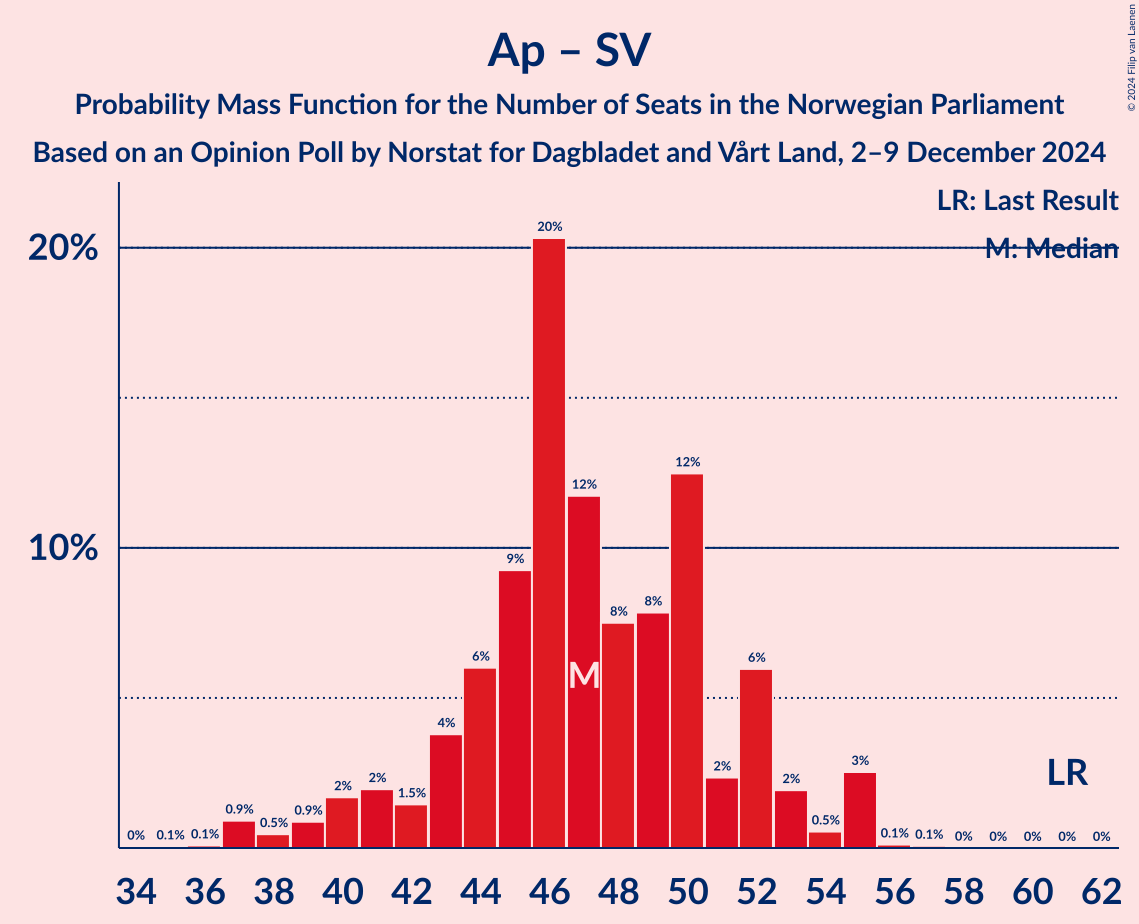 © 2024 Filip van Laenen
Ap – SV
Probability Mass Function for the Number of Seats in the Norwegian Parliament
Based on an Opinion Poll by Norstat for Dagbladet and Vårt Land, 2–9 December 2024
LR: Last Result
M: Median
20%
10%
0% 0.1% 0.1% 0.9% 0.5% 0.9% 2% 2% 1.5% 4% 6% 9% 20% 12% 8% 8% 12% 2% 6% 2% 0.5% 3% 0.1% 0.1% 0% 0% 0% 0% 0%
M
LR
34 36 38 40 42 44 46 48 50 52 54 56 58 60 62